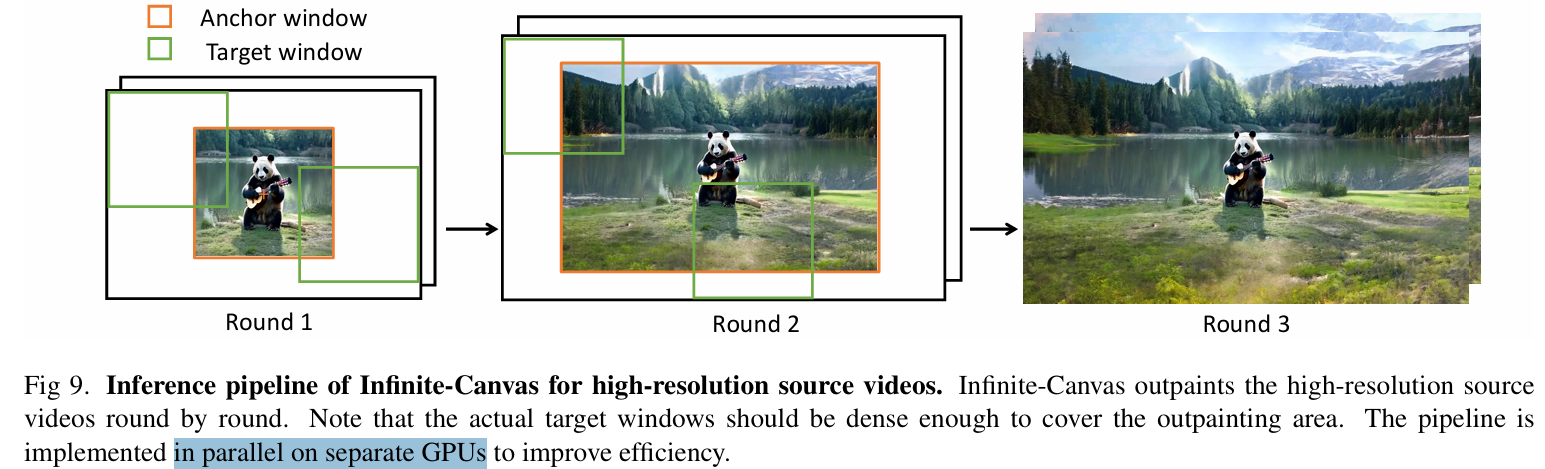 Anchor window
Target window
Round 1
Round 2
Round 3
Fig 9. Inference pipeline of Infinite-Canvas for high-resolution source videos. Infinite-Canvas outpaints the high-resolution source
videos round by round. Note that the actual target windows should be dense enough to cover the outpainting area. The pipeline is
implemented in parallel on separate GPUs to improve efficiency.